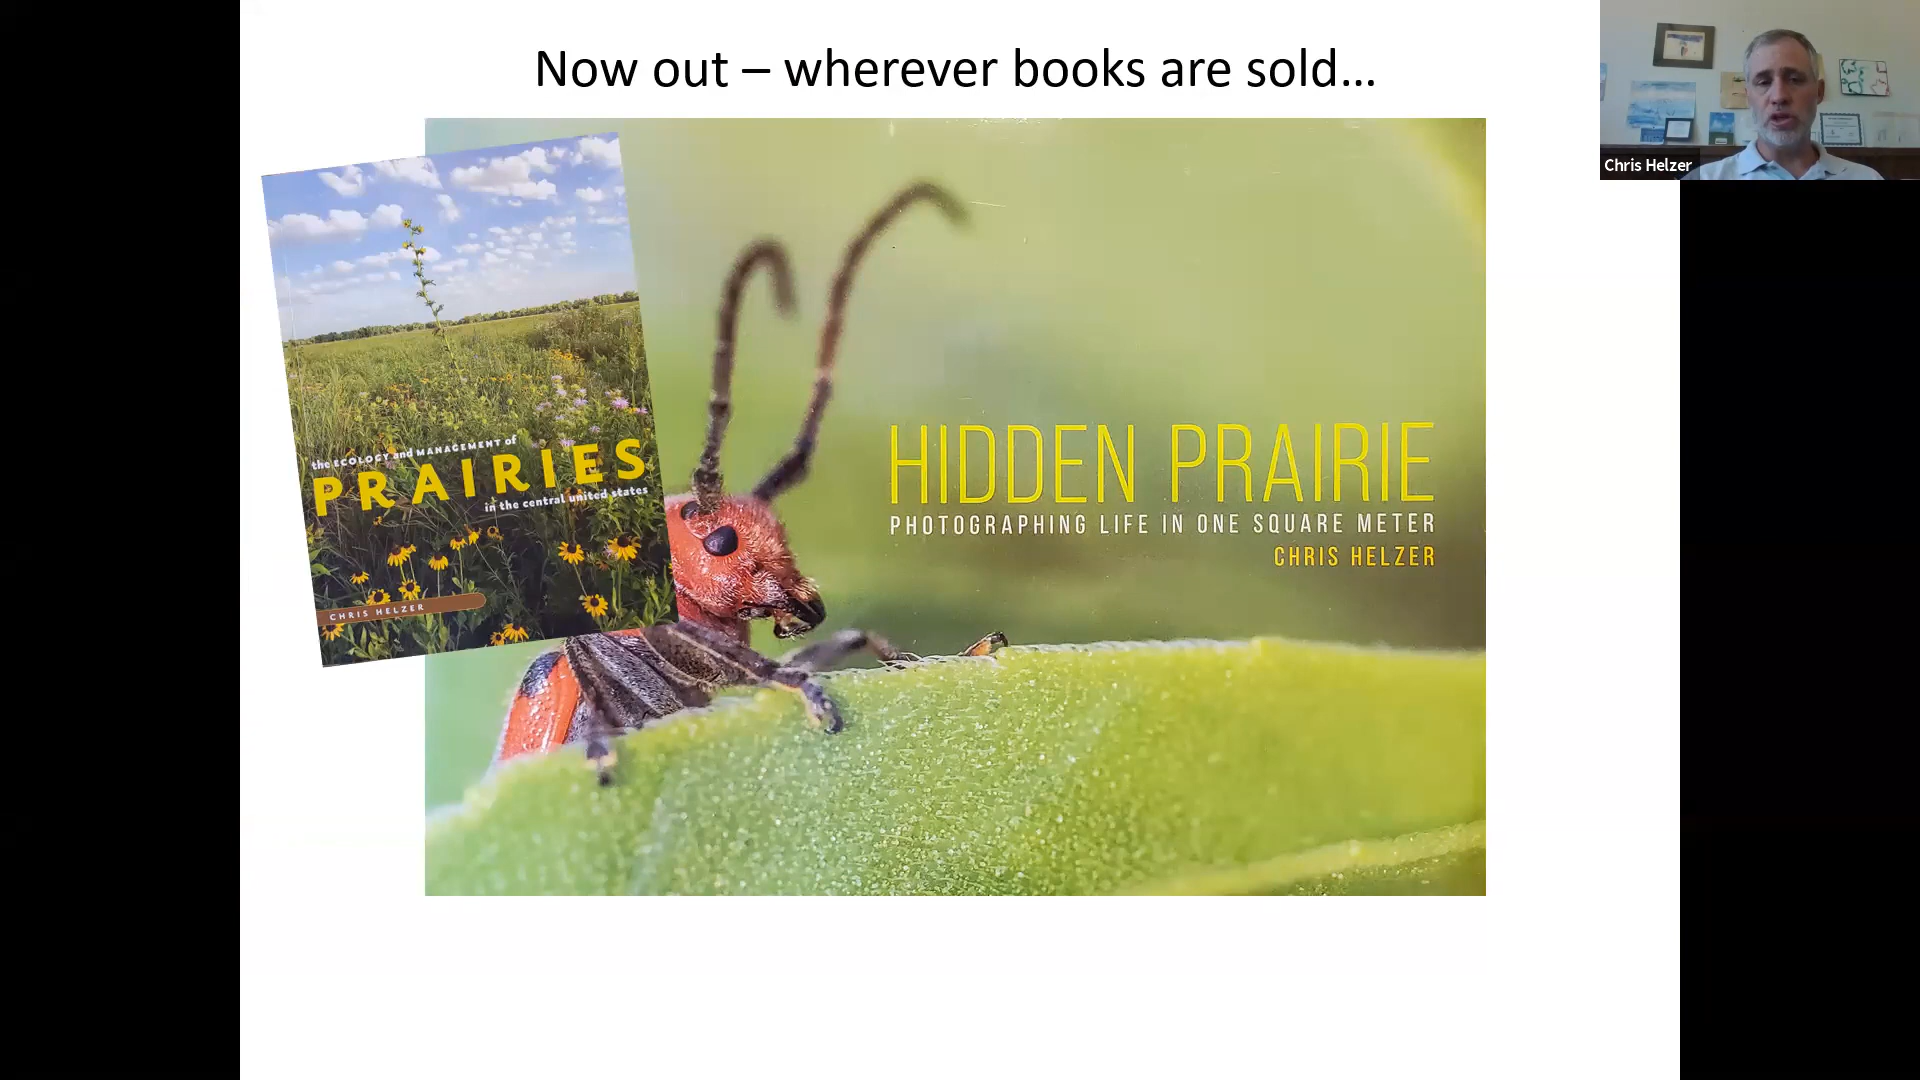 Now out – wherever books are sold...
Chris Helzer
the ECOLOGY and MANAGEMENT of
PRAIRIES
in the central united states
CHRIS HELZER
HIDDEN PRAIRIE
PHOTOGRAPHING LIFE IN ONE SQUARE METER
CHRIS HELZER